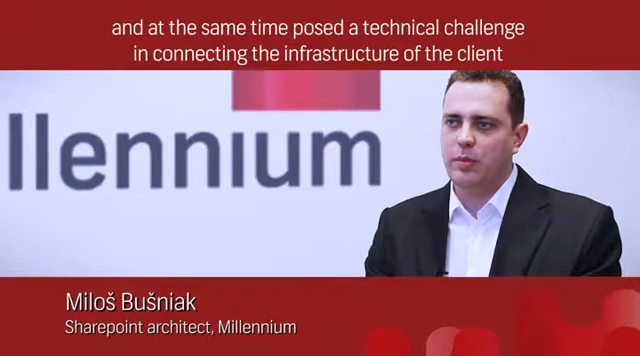 and at the same time posed a technical challenge
in connecting the infrastructure of the client
llennium
Miloš Bušniak
Sharepoint architect, Millennium